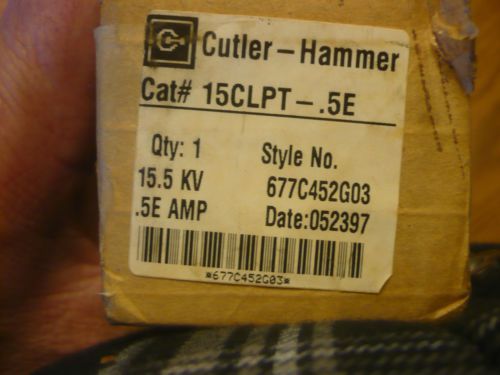 Cutler-Hammer
Cat# 15CLPT-.5E
Qty: 1 Style No.
15.5 KV 677C452G03
.5E AMP Date:052397
*677C452G03*